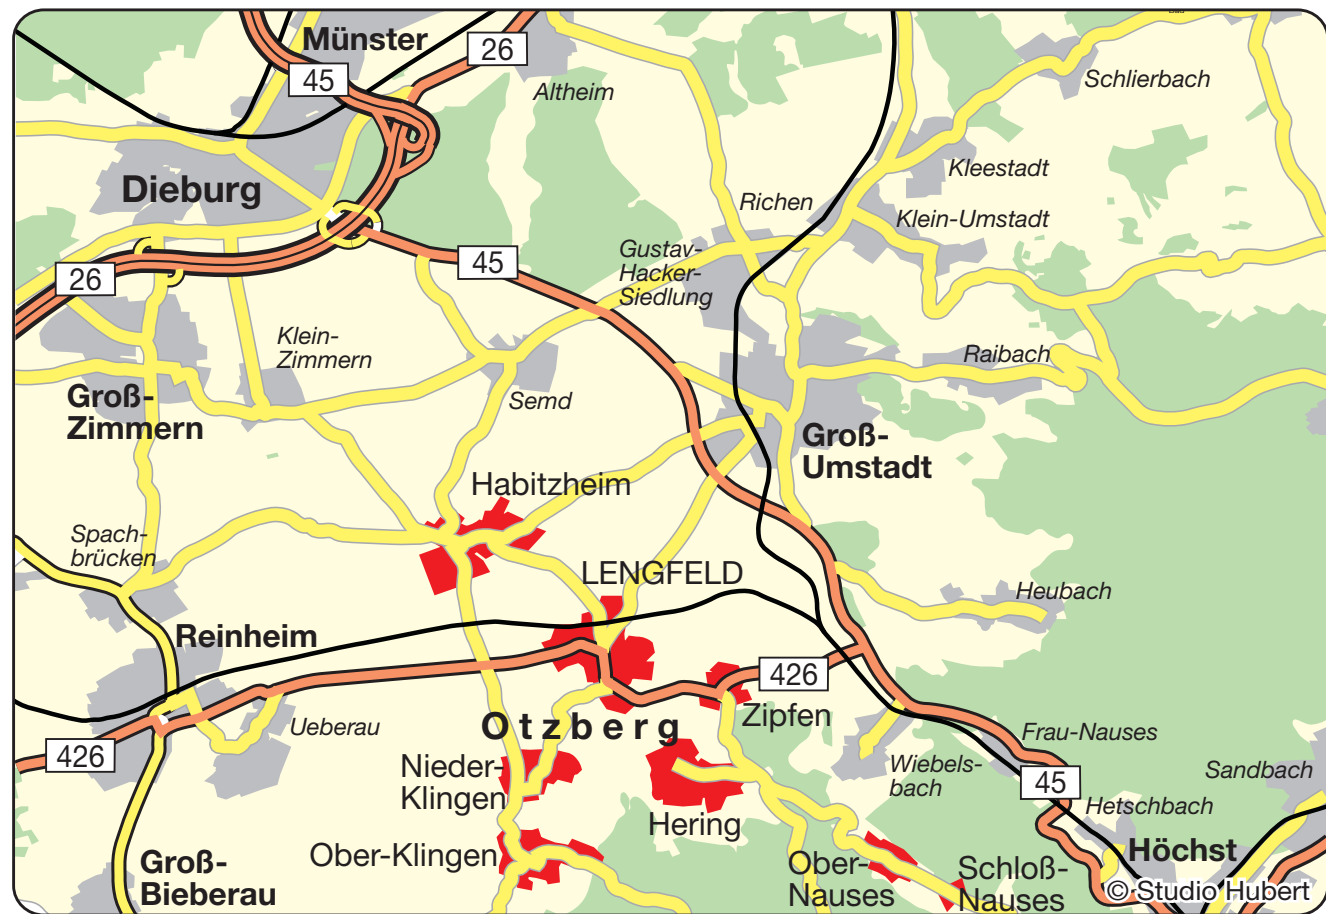 Münster
26
45
Altheim
Schlierbach
Dieburg
Kleestadt
Richen
Klein-Umstadt
Gustav-
Hacker-
Siedlung
45
26
Klein-
Zimmern
Raibach
Groß-
Zimmern
Semd
Groß-
Umstadt
Habitzheim
Spach-
brücken
LENGFELD
Heubach
Reinheim
426
Otzberg
Zipfen
Ueberau
Frau-Nauses
426
Nieder-
Klingen
Wiebels-
bach
Sandbach
45
Hetschbach
Hering
Ober-Klingen
Höchst
Groß-
Bieberau
Ober-
Nauses
Schloß-
Nauses
© Studio Hubert